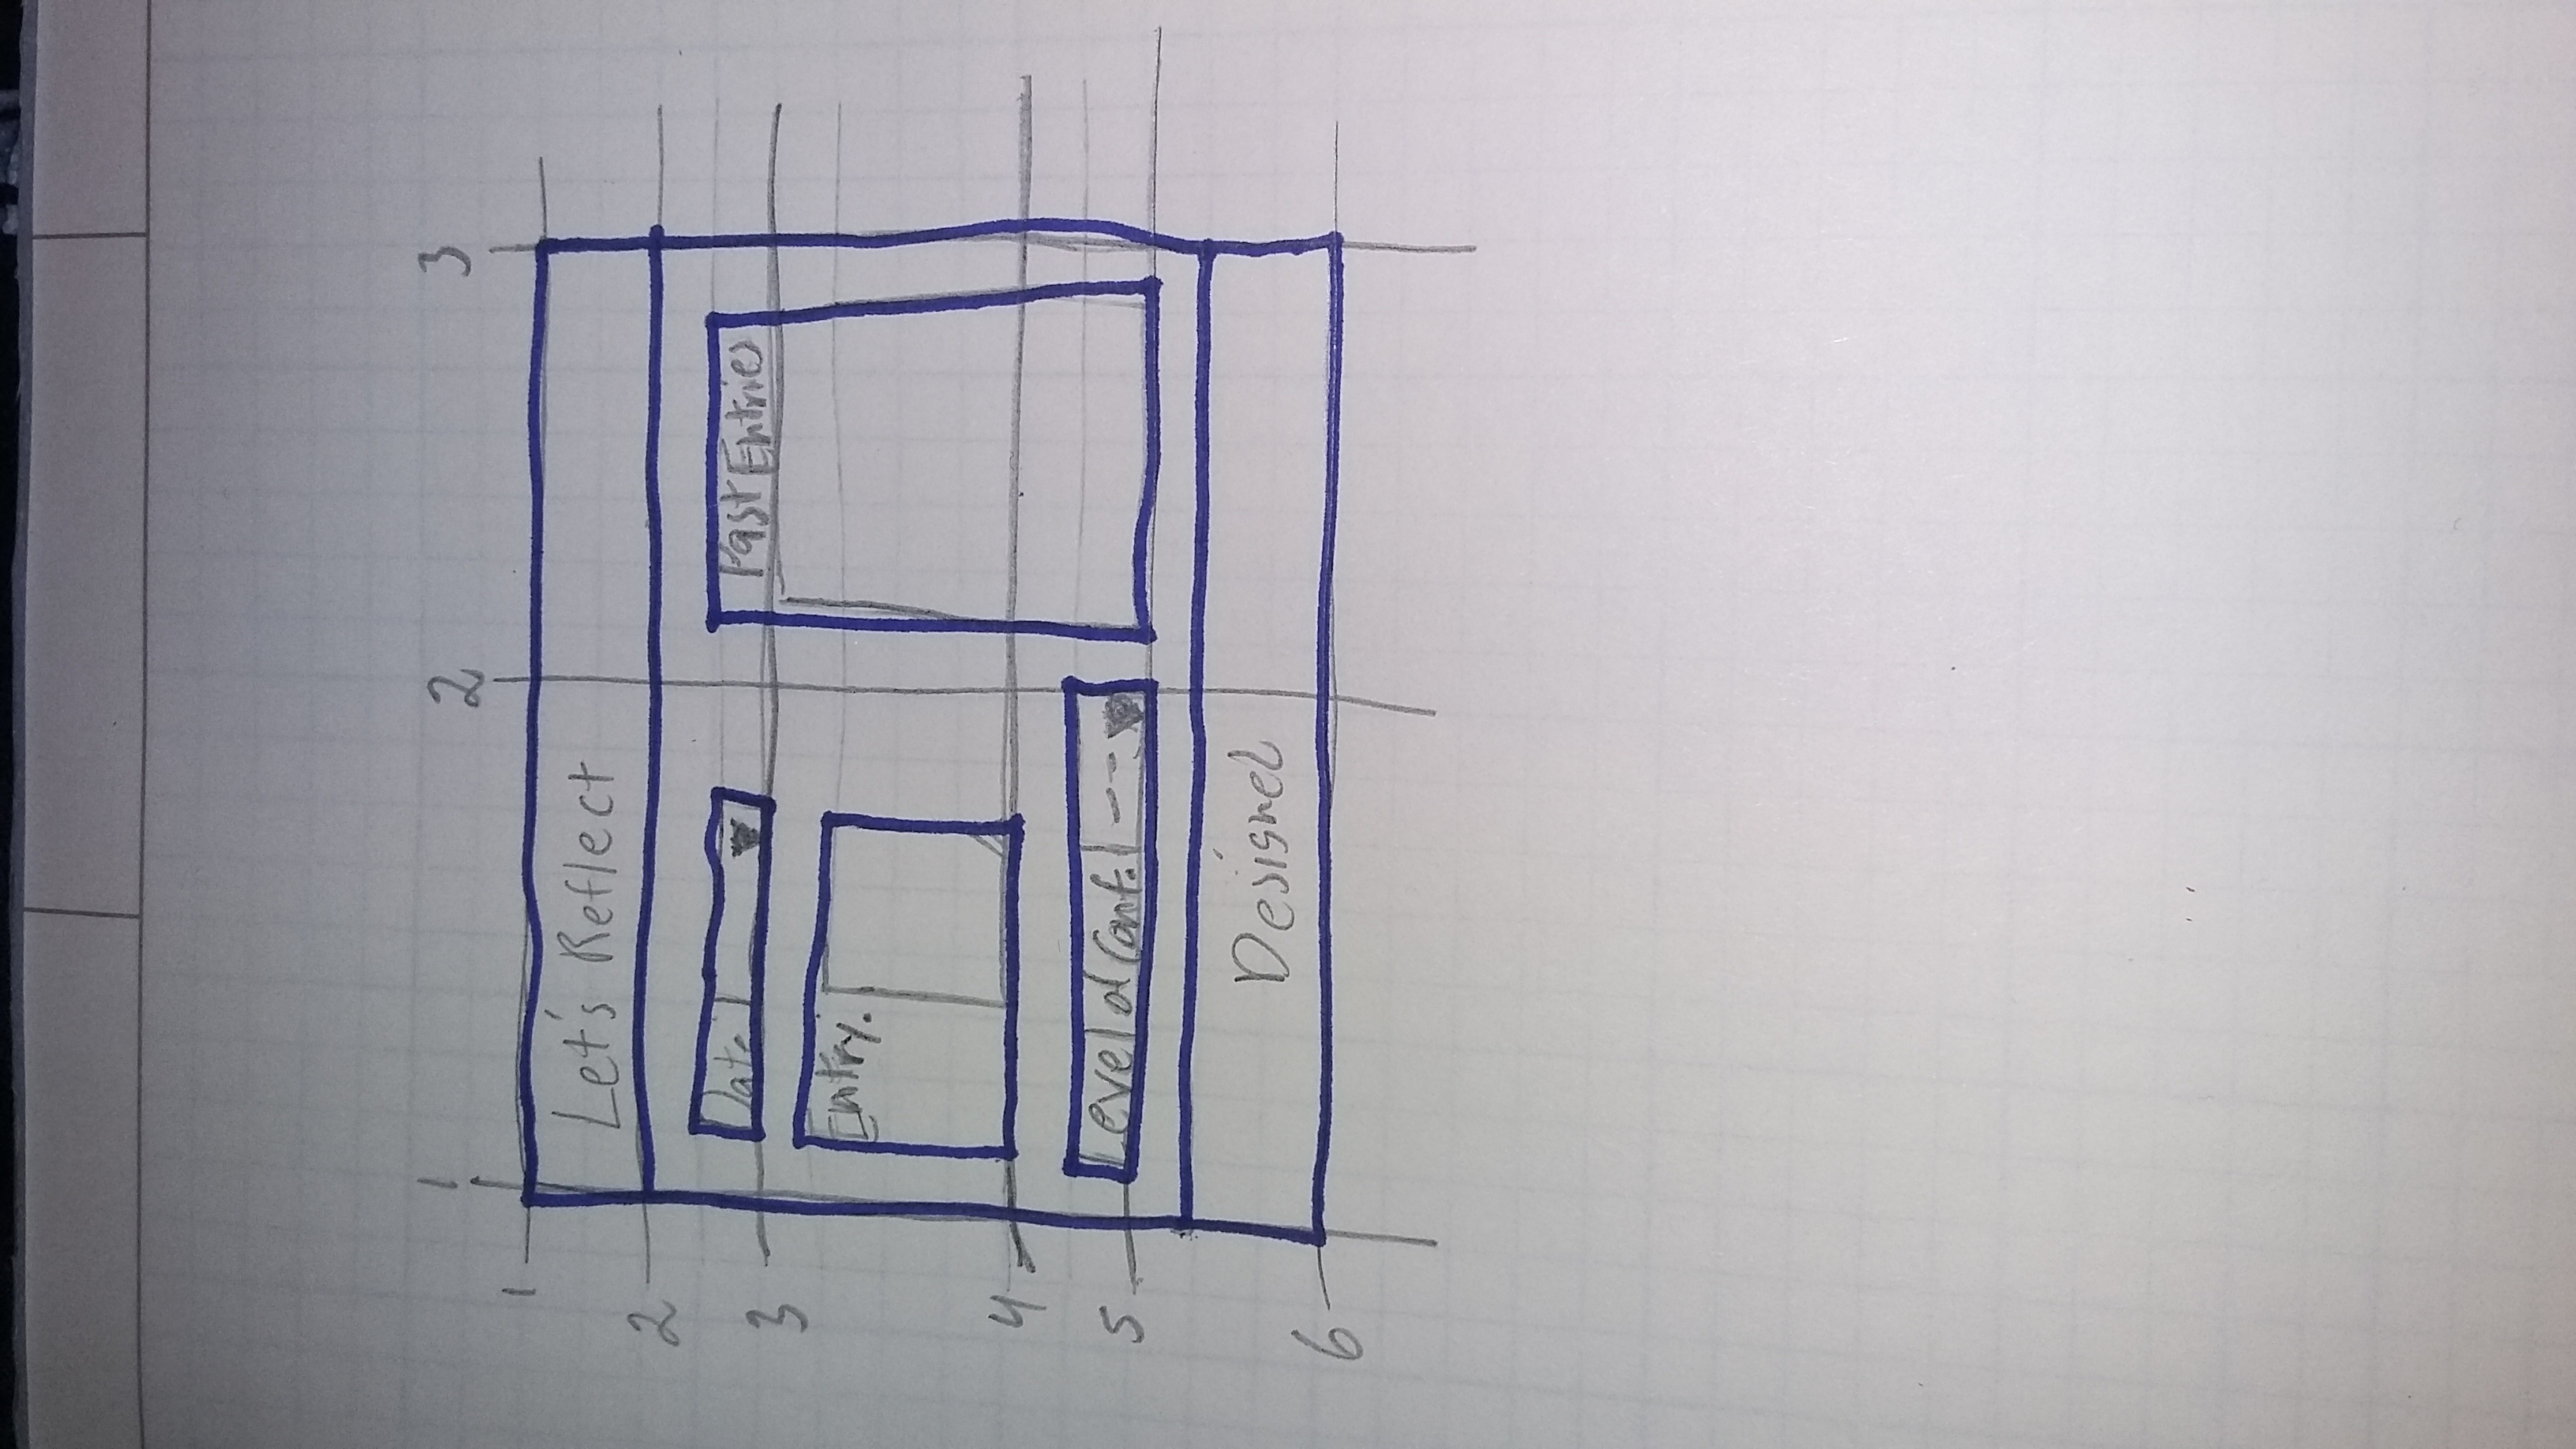 1 2 3
1
Let's Reflect
2
Date:
Past Entries
3
Entry:
4
Level of Conf.
5
Designed
6